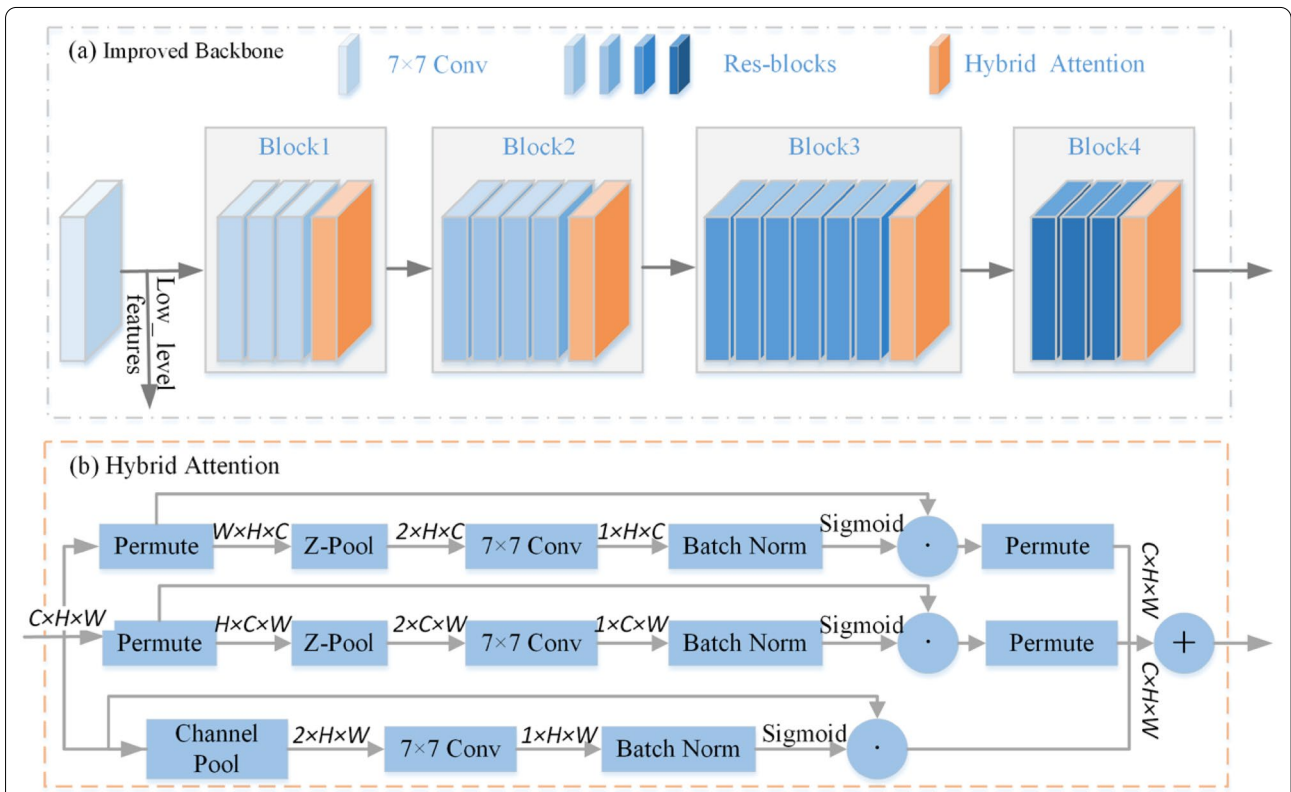 (a) Improved Backbone
7×7 Conv
Res-blocks
Hybrid Attention
Block1
Block2
Block3
Block4
Low_ level
features
(b) Hybrid Attention
C×H×W
Permute
W×H×C
Z-Pool
2×H×C
7×7 Conv
1×H×C
Batch Norm
Sigmoid
·
Permute
C×H×W
Permute
H×C×W
Z-Pool
2×C×W
7×7 Conv
1×C×W
Batch Norm
Sigmoid
·
Permute
+
Channel
Pool
2×H×W
7×7 Conv
1×H×W
Batch Norm
Sigmoid
·
C×H×W